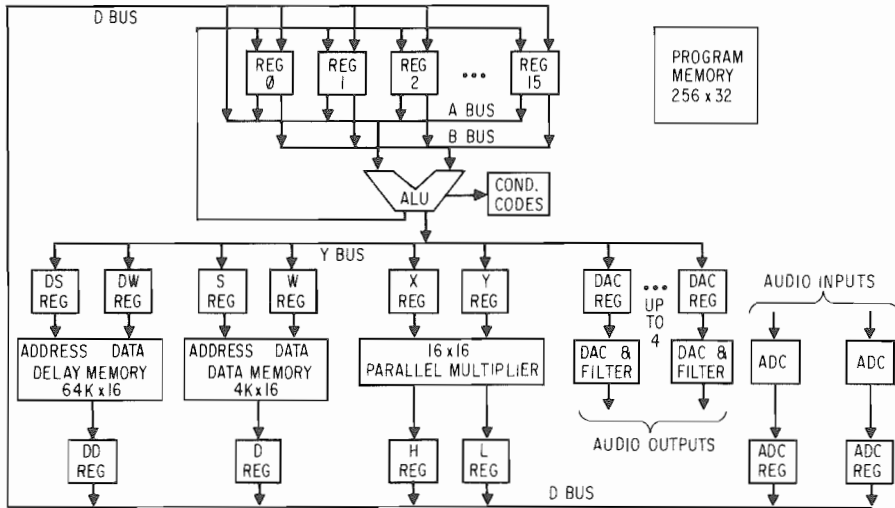 D BUS
REG
0
REG
1
REG
2
•••
REG
15
PROGRAM
MEMORY
256 x 32
A BUS
B BUS
ALU
COND.
CODES
Y BUS
DS
REG
DW
REG
S
REG
W
REG
X
REG
Y
REG
DAC
REG
•••
UP
TO
4
DAC
REG
AUDIO INPUTS
ADDRESS DATA
DELAY MEMORY
64K x 16
ADDRESS DATA
DATA MEMORY
4K x 16
16 x 16
PARALLEL MULTIPLIER
DAC &
FILTER
DAC &
FILTER
ADC
ADC
AUDIO OUTPUTS
DD
REG
D
REG
H
REG
L
REG
ADC
REG
ADC
REG
D BUS